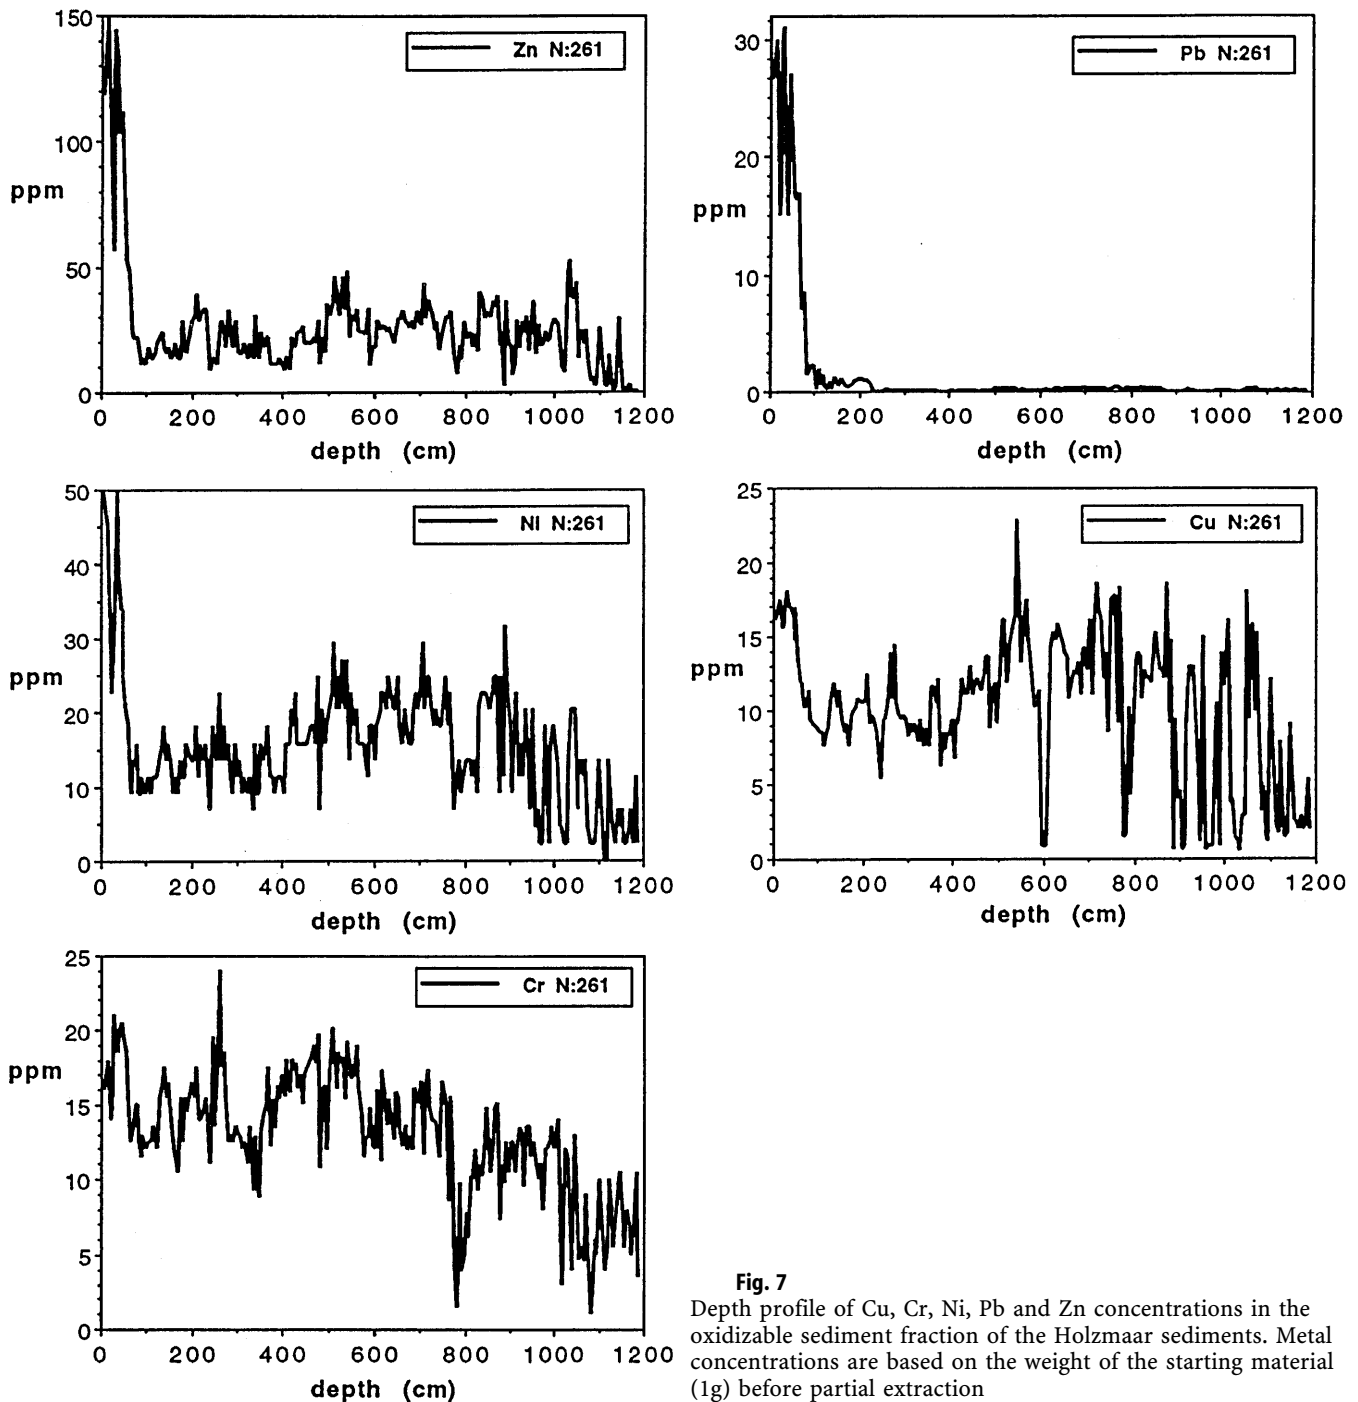 150
100
50
0
ppm
Zn N:261
0 200 400 600 800 1000 1200
depth (cm)
30
20
10
0
ppm
Pb N:261
0 200 400 600 800 1000 1200
depth (cm)
50
40
30
20
10
0
ppm
NI N:261
0 200 400 600 800 1000 1200
depth (cm)
25
20
15
10
5
0
ppm
Cu N:261
0 200 400 600 800 1000 1200
depth (cm)
25
20
15
10
5
0
ppm
Cr N:261
0 200 400 600 800 1000 1200
depth (cm)
Fig. 7
Depth profile of Cu, Cr, Ni, Pb and Zn concentrations in the
oxidizable sediment fraction of the Holzmaar sediments. Metal
concentrations are based on the weight of the starting material
(1g) before partial extraction